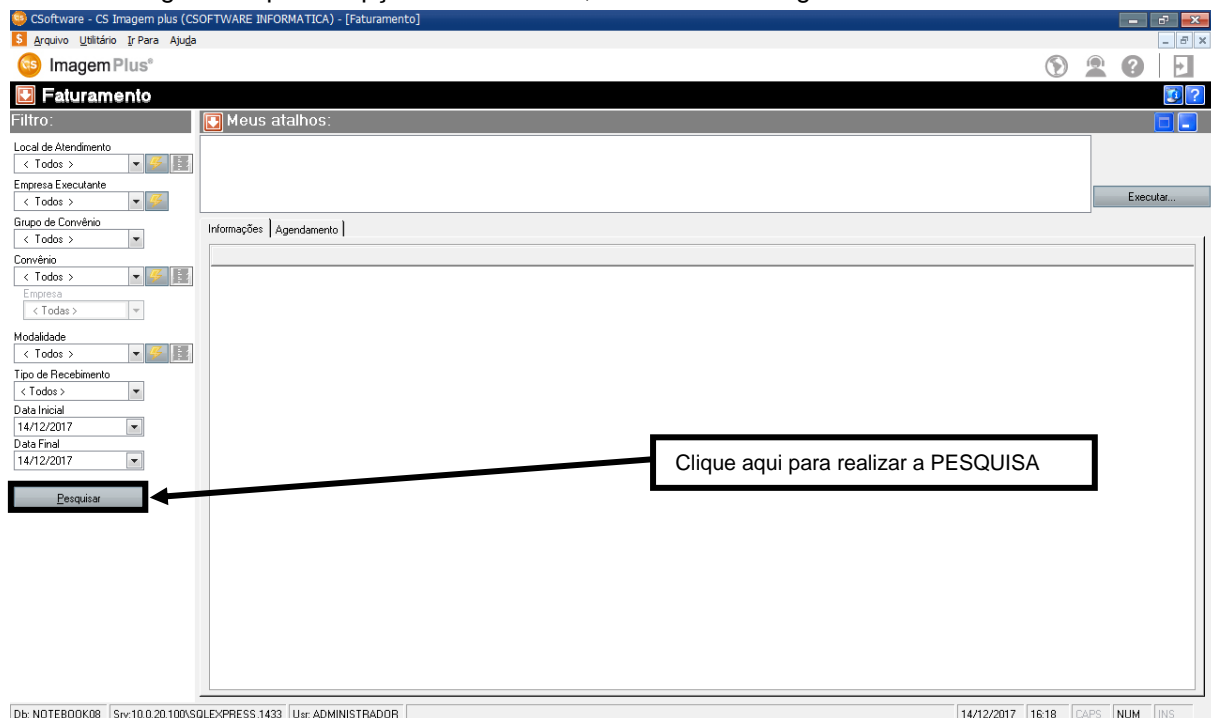 CSoftware - CS Imagem plus (CSOFTWARE INFORMATICA) - [Faturamento]
Arquivo Utilitário Ir Para Ajuda
CS ImagemPlus®
Faturamento
Filtro:
Meus atalhos:
Local de Atendimento
< Todos >
Empresa Executante
< Todos >
Executar...
Grupo de Convênio
< Todos >
Informações Agendamento
Convênio
< Todos >
Empresa
< Todas >
Modalidade
< Todos >
Tipo de Recebimento
< Todos >
Data Inicial
14/12/2017
Data Final
14/12/2017
Clique aqui para realizar a PESQUISA
Pesquisar
Db: NOTEBOOK08 Srv:10.0.20.100\SQLEXPRESS,1433 Usr: ADMINISTRADOR 14/12/2017 16:18 CAPS NUM INS